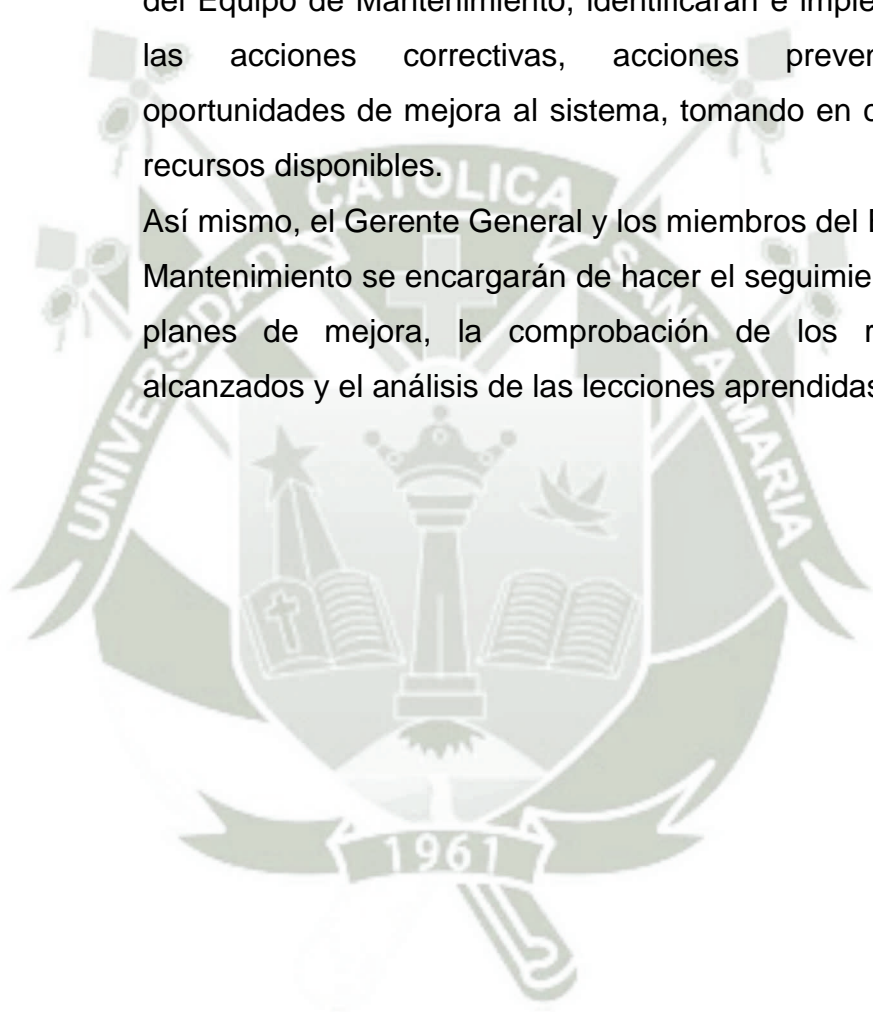 del Equipo de Mantenimiento, identificarán e imple
las acciones correctivas, acciones preve
oportunidades de mejora al sistema, tomando en
recursos disponibles.
Así mismo, el Gerente General y los miembros del
Mantenimiento se encargarán de hacer el seguimie
planes de mejora, la comprobación de los
alcanzados y el análisis de las lecciones aprendidas
UNIVERSIDAD CATOLICA SANTA MARIA
1961